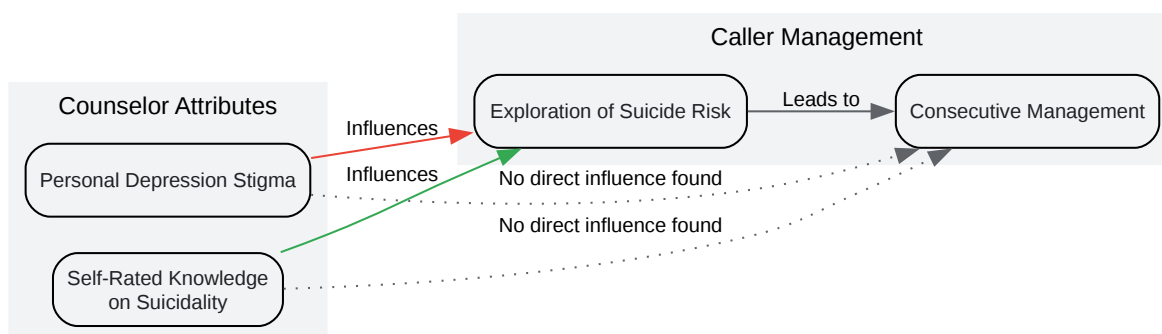 Caller Management
Counselor Attributes
Exploration of Suicide Risk
Leads to
Consecutive Management
Influences
Personal Depression Stigma
Influences
No direct influence found
No direct influence found
Self-Rated Knowledge
on Suicidality